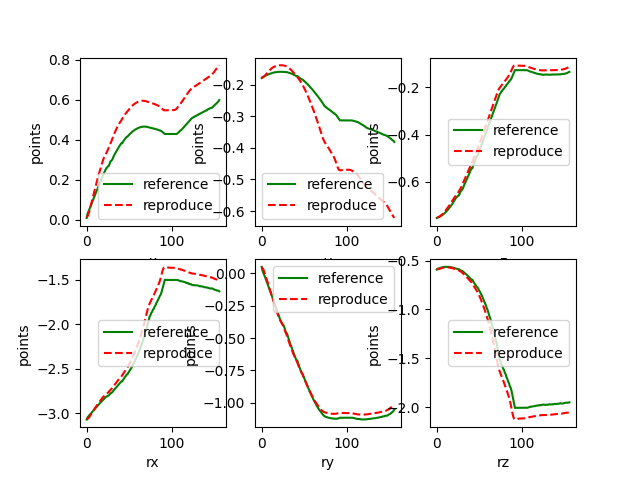 0.8
0.6
0.4
0.2
0.0
points
0
100
reference
reproduce
−0.2
−0.3
−0.4
−0.5
−0.6
points
0
100
reference
reproduce
−0.2
−0.4
−0.6
points
0
100
reference
reproduce
−1.5
−2.0
−2.5
−3.0
points
0
100
rx
reference
reproduce
0.00
−0.25
−0.50
−0.75
−1.00
points
0
100
ry
reference
reproduce
−0.5
−1.0
−1.5
−2.0
points
0
100
rz
reference
reproduce